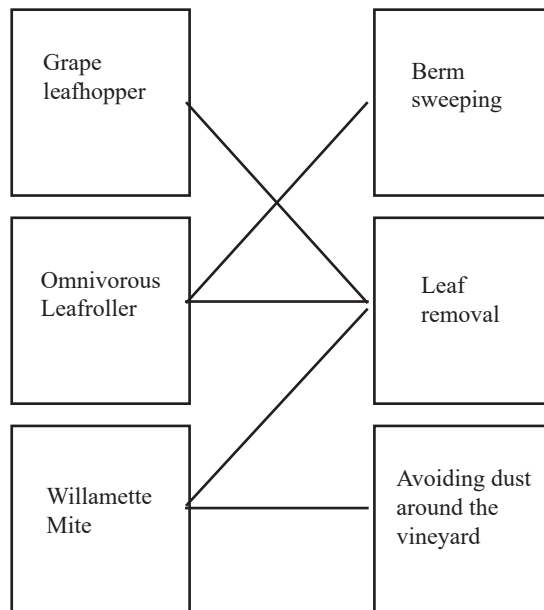 Grape
leafhopper
Berm
sweeping
Omnivorous
Leafroller
Leaf
removal
Willamette
Mite
Avoiding dust
around the
vineyard